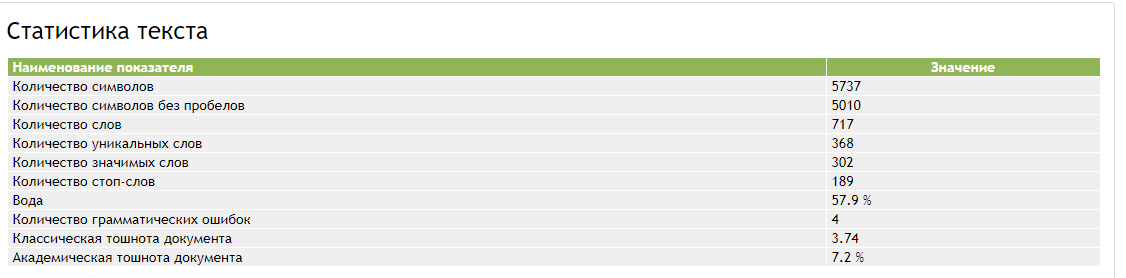 Статистика текста
Наименование показателя Значение
Количество символов 5737
Количество символов без пробелов 5010
Количество слов 717
Количество уникальных слов 368
Количество значимых слов 302
Количество стоп-слов 189
Вода 57.9 %
Количество грамматических ошибок 4
Классическая тошнота документа 3.74
Академическая тошнота документа 7.2 %